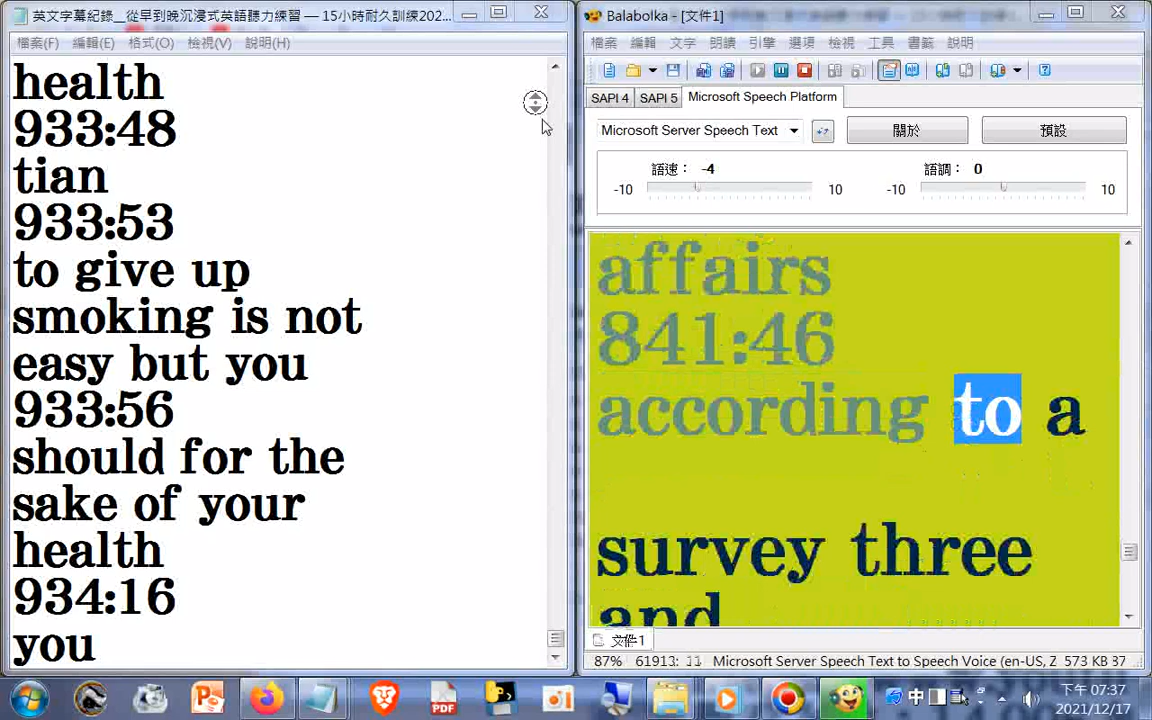 英文字幕紀錄__從早到晚沉浸式英語聽力練習 — 15小時耐久訓練202...
檔案(F) 編輯(E) 格式(O) 檢視(V) 說明(H)
health
933:48
tian
933:53
to give up
smoking is not
easy but you
933:56
should for the
sake of your
health
934:16
you
Balabolka - [文件1]
檔案 編輯 文字 朗讀 引擎 選項 檢視 工具 書籤 說明
SAPI 4 SAPI 5 Microsoft Speech Platform
Microsoft Server Speech Text 關於 預設
語速： -4 語調： 0
-10 10 -10 10
affairs
841:46
according to a
survey three
and
文件1
87% 61913: 11 Microsoft Server Speech Text to Speech Voice (en-US, Z 573 KB 37
PDF
中
下午 07:37
2021/12/17